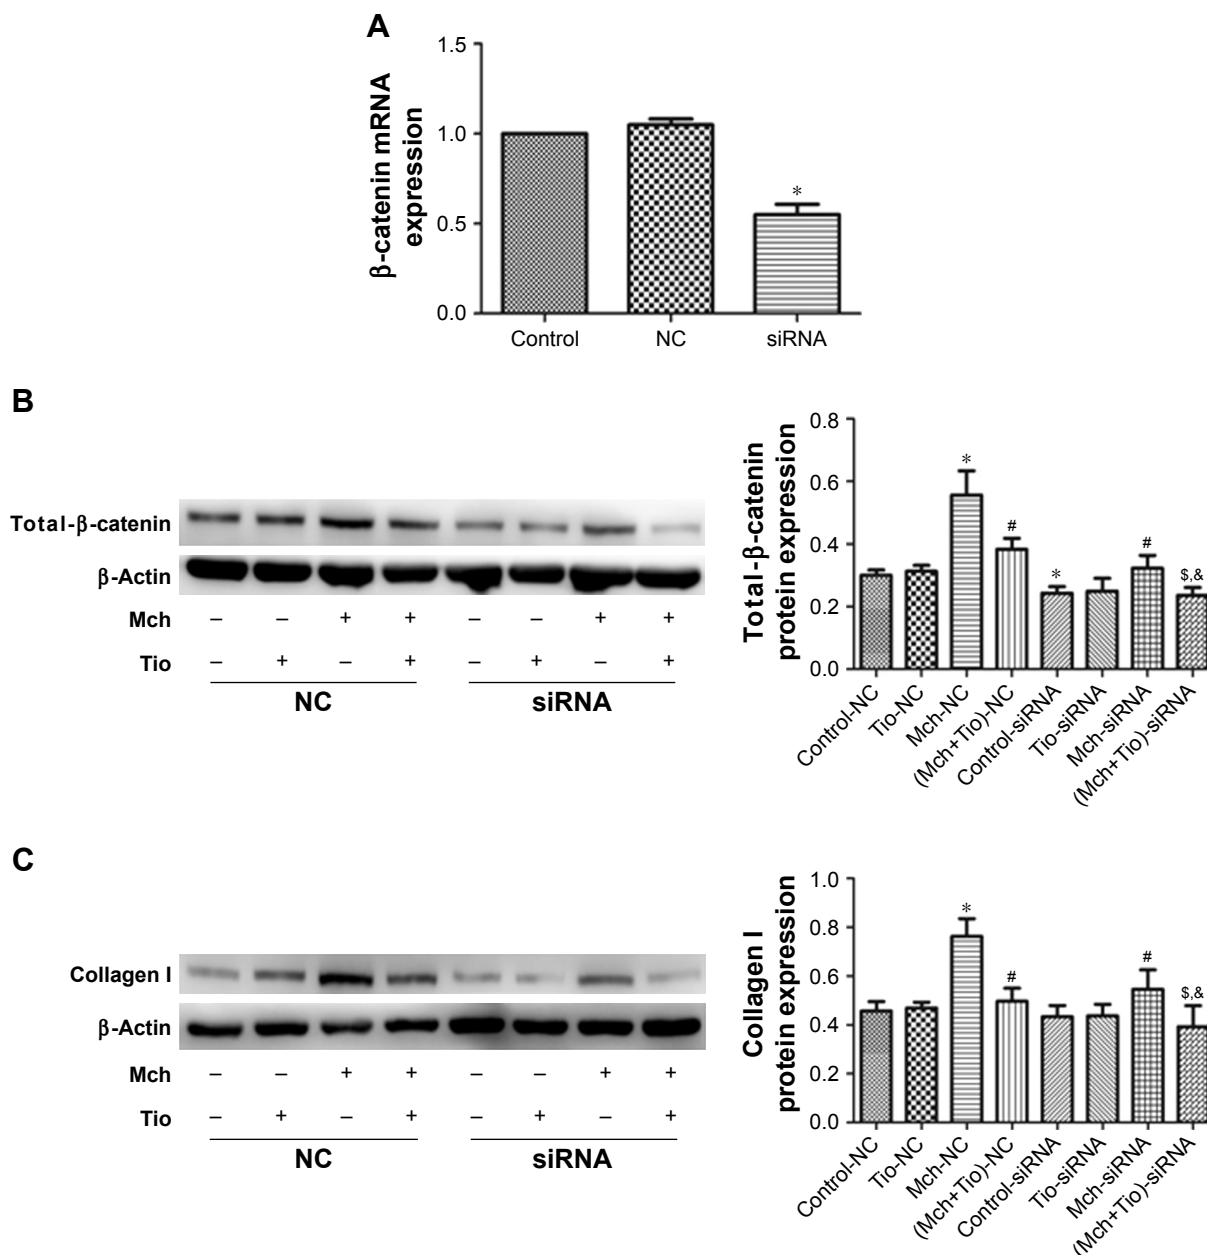 A
β-catenin mRNA
expression
1.5
1.0
0.5
0.0
*
Control
NC
siRNA
B
Total-β-catenin
β-Actin
Mch
– – + + – – + +
Tio
– + – + – + – +
NC
siRNA
Total-β-catenin
protein expression
0.8
0.6
0.4
0.2
0.0
*
#
*
#
$,&
Control-NC
Tio-NC
Mch-NC
(Mch+Tio)-NC
Control-siRNA
Tio-siRNA
Mch-siRNA
(Mch+Tio)-siRNA
C
Collagen I
β-Actin
Mch
– – + + – – + +
Tio
– + – + – + – +
NC
siRNA
Collagen I
protein expression
1.0
0.8
0.6
0.4
0.2
0.0
*
#
#
$,&
Control-NC
Tio-NC
Mch-NC
(Mch+Tio)-NC
Control-siRNA
Tio-siRNA
Mch-siRNA
(Mch+Tio)-siRNA